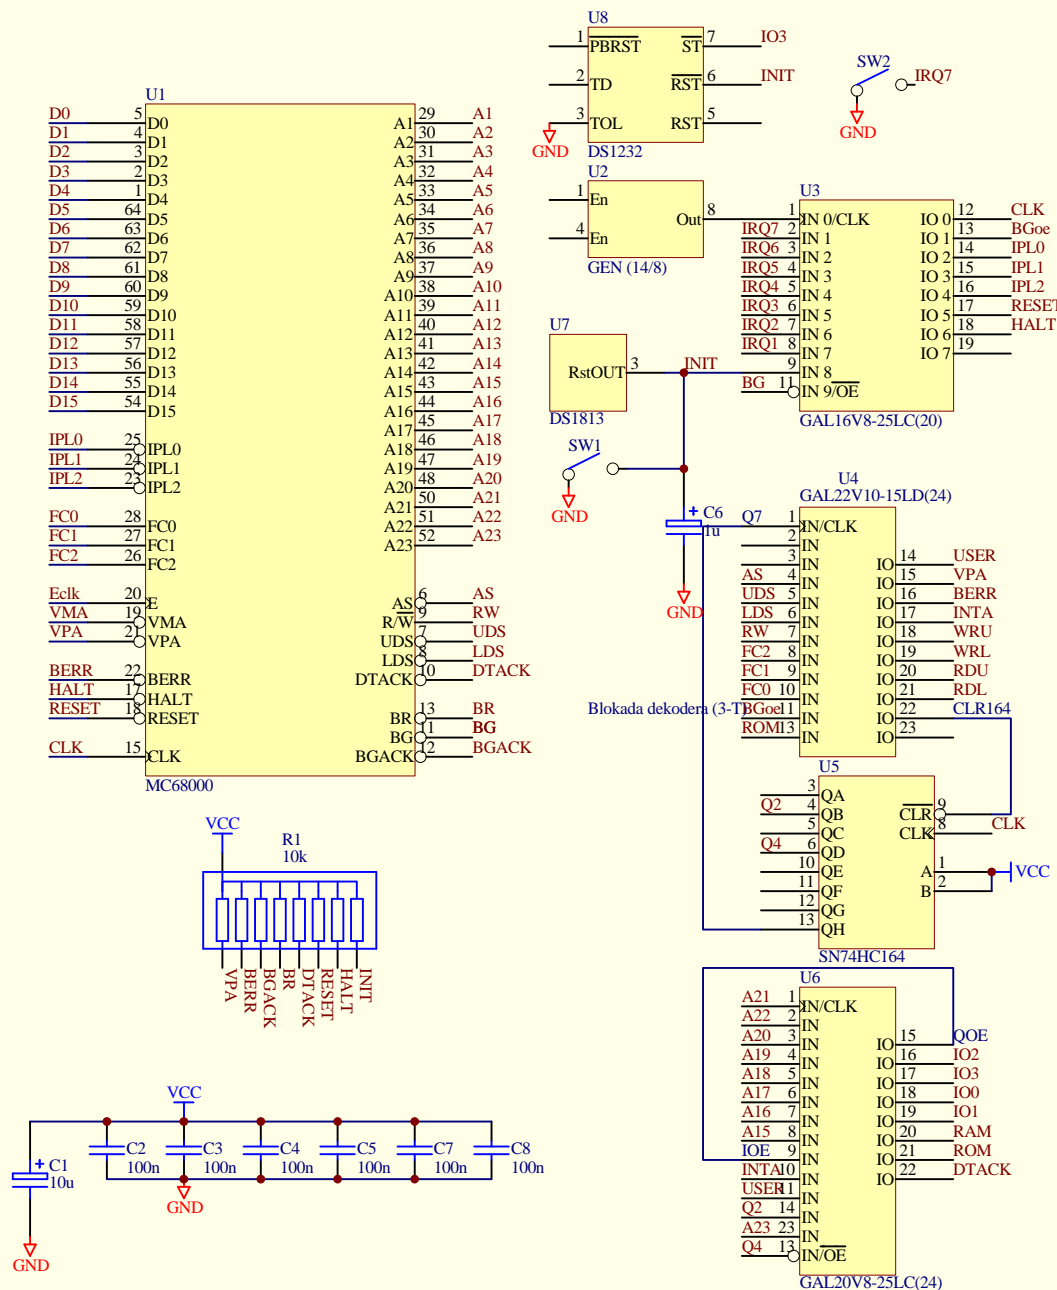 U8
1 PBRST ST 7 IO3
2 TD RST 6 INIT
3 TOL RST 5
GND
DS1232
SW2
IRQ7
GND
U1
D0 5 D0 A1 29 A1
D1 4 D1 A2 30 A2
D2 3 D2 A3 31 A3
D3 2 D3 A4 32 A4
D4 1 D4 A5 33 A5
D5 64 D5 A6 34 A6
D6 63 D6 A7 35 A7
D7 62 D7 A8 36 A8
D8 61 D8 A9 37 A9
D9 60 D9 A10 38 A10
D10 59 D10 A11 39 A11
D11 58 D11 A12 40 A12
D12 57 D12 A13 41 A13
D13 56 D13 A14 42 A14
D14 55 D14 A15 43 A15
D15 54 D15 A16 44 A16
A17 45 A17
IPL0 25 IPL0 A18 46 A18
IPL1 24 IPL1 A19 47 A19
IPL2 23 IPL2 A20 48 A20
A21 50 A21
FC0 28 FC0 A22 51 A22
FC1 27 FC1 A23 52 A23
FC2 26 FC2
Eclk 20 E AS 6 AS
VMA 19 VMA R/W 9 RW
VPA 21 VPA UDS 7 UDS
LDS 8 LDS
BERR 22 BERR DTACK 10 DTACK
HALT 17 HALT
RESET 18 RESET BR 13 BR
BG 11 BG
CLK 15 CLK BGACK 12 BGACK
MC68000
U2
1 En
Out 8
4 En
GEN (14/8)
U3
1 IN 0/CLK IO 0 12 CLK
IRQ7 2 IN 1 IO 1 13 BGoe
IRQ6 3 IN 2 IO 2 14 IPL0
IRQ5 4 IN 3 IO 3 15 IPL1
IRQ4 5 IN 4 IO 4 16 IPL2
IRQ3 6 IN 5 IO 5 17 RESET
IRQ2 7 IN 6 IO 6 18 HALT
IRQ1 8 IN 7 IO 7 19
9 IN 8
BG 11 IN 9/OE
GAL16V8-25LC(20)
U7
RstOUT 3 INIT
DS1813
SW1
GND
C6
1u
GND
U4
GAL22V10-15LD(24)
Q7 1 IN/CLK
2 IN
3 IN IO 14 USER
AS 4 IN IO 15 VPA
UDS 5 IN IO 16 BERR
LDS 6 IN IO 17 INTA
RW 7 IN IO 18 WRU
FC2 8 IN IO 19 WRL
FC1 9 IN IO 20 RDU
FC0 10 IN IO 21 RDL
Blokada dekodera (3-T) BGoe 11 IN IO 22 CLR164
ROM 13 IN IO 23
U5
3 QA
Q2 4 QB CLR 9
5 QC CLK 8 CLK
Q4 6 QD
10 QE A 1 VCC
11 QF B 2
12 QG
13 QH
SN74HC164
VCC
R1
10k
VPA
BERR
BGACK
BR
DTACK
RESET
HALT
INIT
U6
A21 1 IN/CLK
A22 2 IN
A20 3 IN IO 15 QOE
A19 4 IN IO 16 IO2
A18 5 IN IO 17 IO3
A17 6 IN IO 18 IO0
A16 7 IN IO 19 IO1
A15 8 IN IO 20 RAM
IOE 9 IN IO 21 ROM
INTA 10 IN IO 22 DTACK
USER 11 IN
Q2 14 IN
A23 23 IN
Q4 13 IN/OE
GAL20V8-25LC(24)
VCC
C1
10u
C2
100n
C3
100n
C4
100n
C5
100n
C7
100n
C8
100n
GND
GND